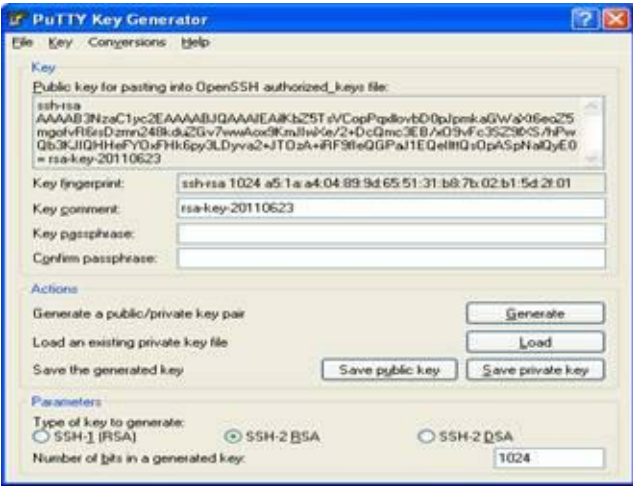 PuTTY Key Generator
File Key Conversions Help
Key
Public key for pasting into OpenSSH authorized_keys file:
ssh-rsa
= rsa-key-20110623
Key fingerprint: ssh-rsa 1024 a5:1a:a4:04:89:9d:65:51:31:b8:7b:02:b1:5d:2f:01
Key comment: rsa-key-20110623
Key passphrase:
Confirm passphrase:
Actions
Generate a public/private key pair Generate
Load an existing private key file Load
Save the generated key Save public key Save private key
Parameters
Type of key to generate:
SSH-1 (RSA) SSH-2 RSA SSH-2 DSA
Number of bits in a generated key: 1024